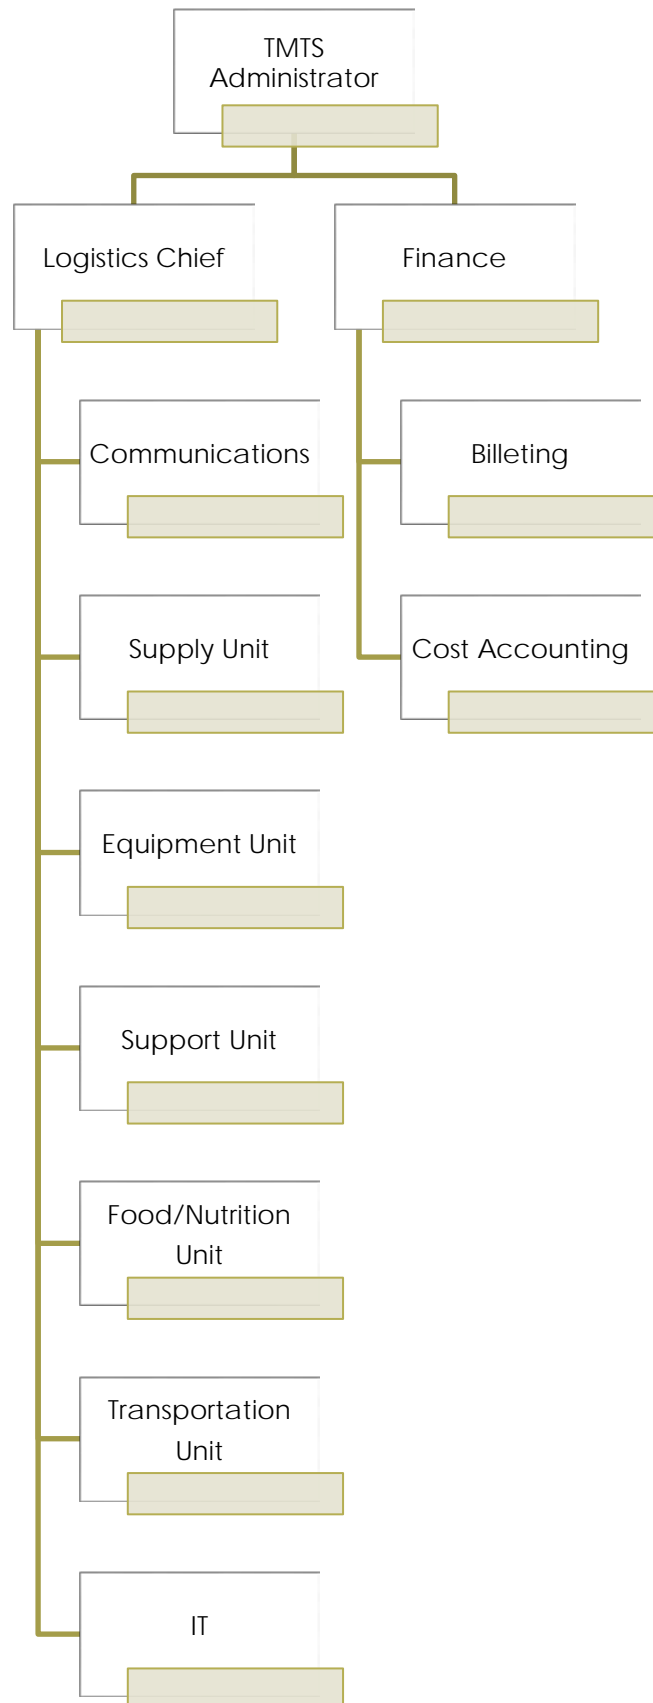 TMTS
Administrator
Logistics Chief
Finance
Communications
Billeting
Supply Unit
Cost Accounting
Equipment Unit
Support Unit
Food/Nutrition
Unit
Transportation
Unit
IT